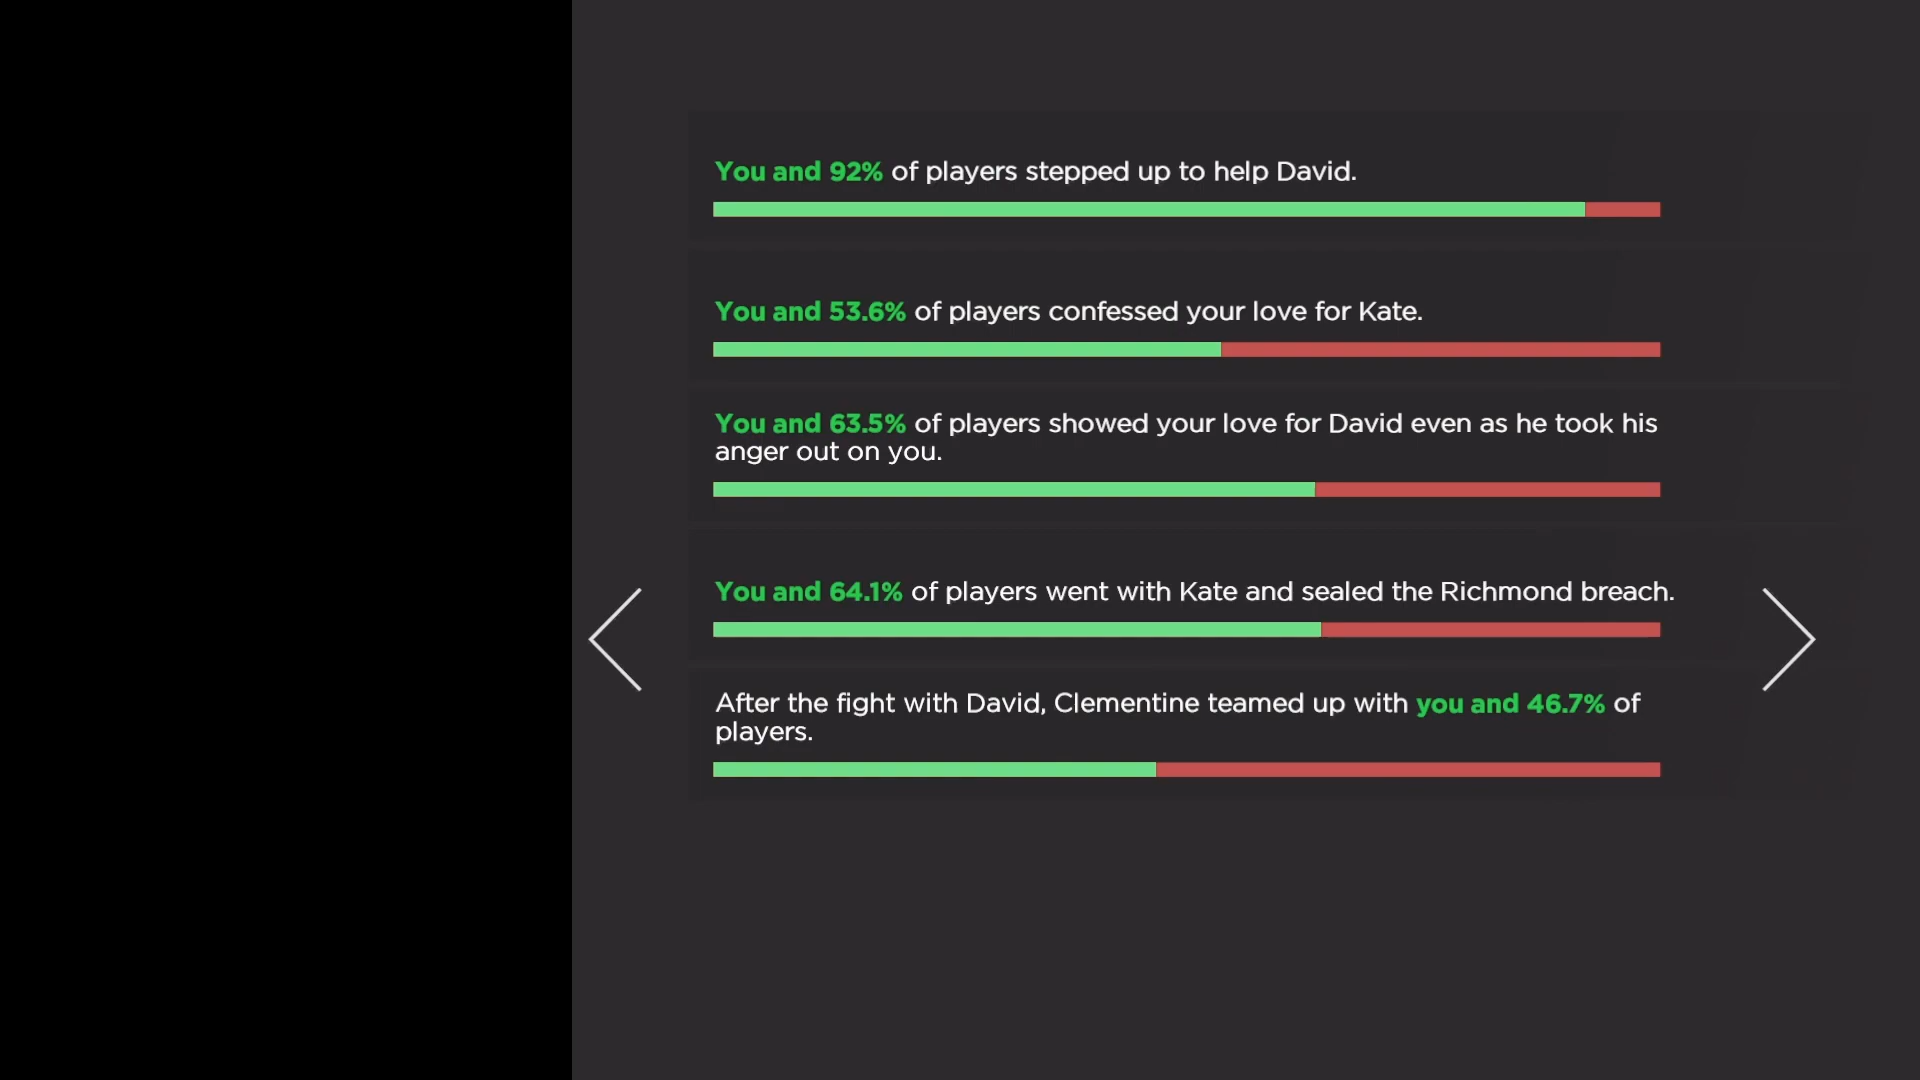 You and 92% of players stepped up to help David.
You and 53.6% of players confessed your love for Kate.
You and 63.5% of players showed your love for David even as he took his
anger out on you.
You and 64.1% of players went with Kate and sealed the Richmond breach.
After the fight with David, Clementine teamed up with you and 46.7% of
players.